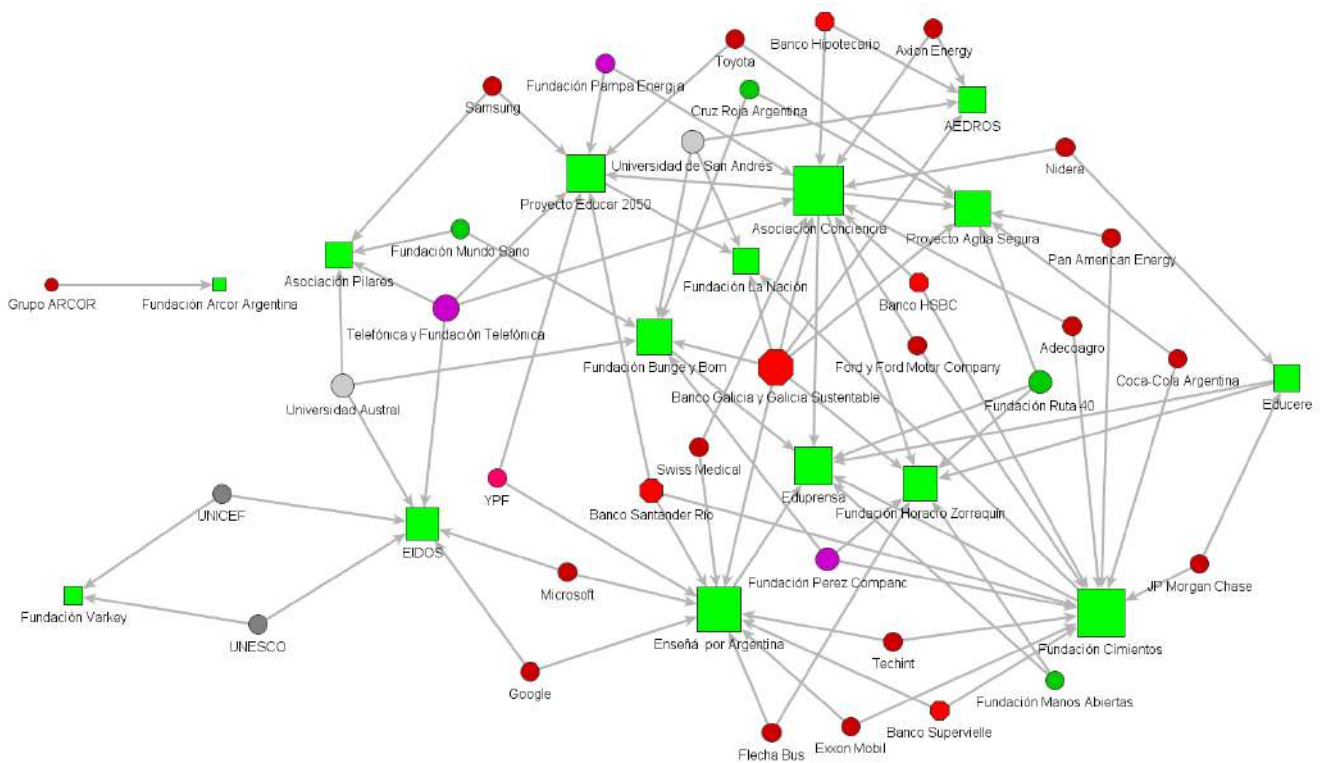 Banco Hipotecario
Axion Energy
Toyota
Fundación Pampa Energia
Samsung
Cruz Roja Argentina
AEDROS
Nidera
Universidad de San Andrés
Proyecto Educar 2050
Asociación Conciencia
Proyecto Agua Segura
Fundación Mundo Sano
Pan American Energy
Asociación Pilares
Fundación La Nación
Grupo ARCOR
Fundación Arcor Argentina
Banco HSBC
Telefónica y Fundación Telefónica
Adecoagro
Fundación Bunge y Born
Ford y Ford Motor Company
Coca-Cola Argentina
Banco Galicia y Galicia Sustentable
Fundación Ruta 40
Educere
Universidad Austral
Swiss Medical
Eduprensa
YPF
Banco Santander Río
Fundación Horacio Zorraquín
UNICEF
EIDOS
Fundación Perez Companc
JP Morgan Chase
Microsoft
Fundación Varkey
UNESCO
Enseñá por Argentina
Fundación Cimientos
Techint
Google
Fundación Manos Abiertas
Banco Supervielle
Exxon Mobil
Flecha Bus